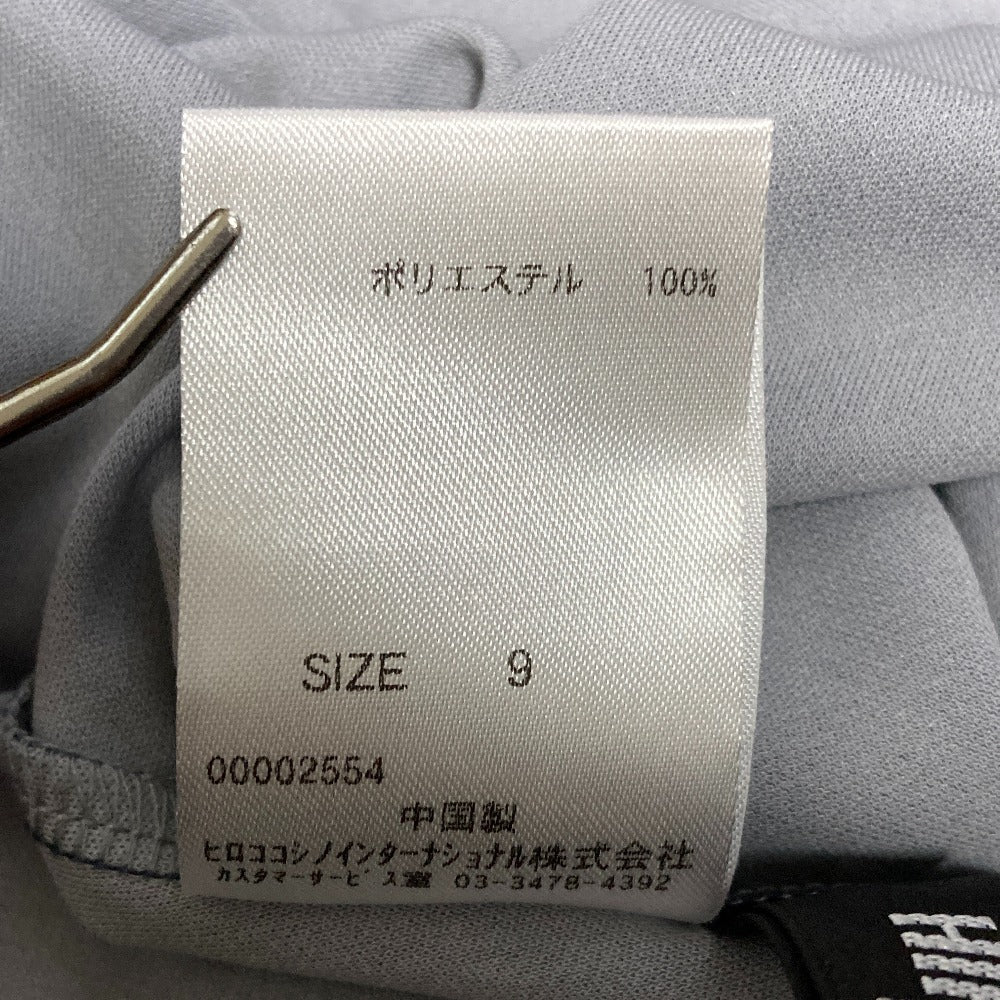 ポリエステル 100%
SIZE 9
00002554
中国製
ヒロココシノインターナショナル株式会社
カスタマーサービス室 03-3478-4392
H